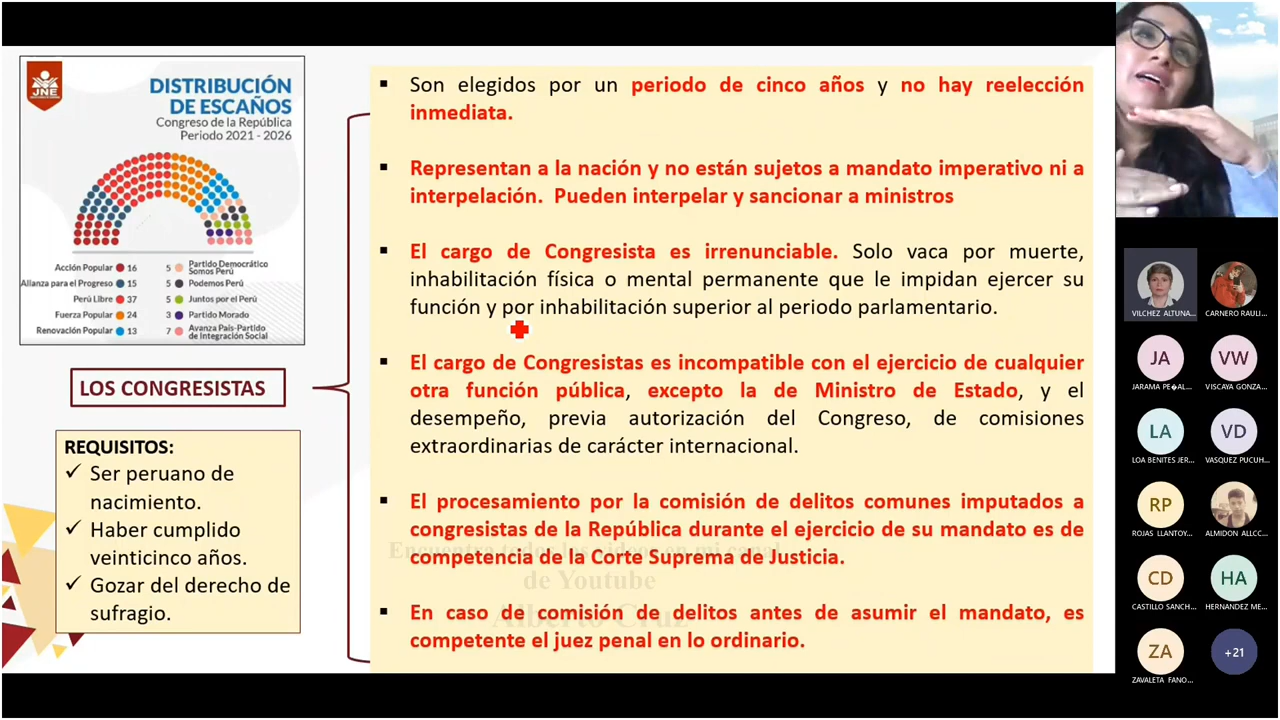 JNE
DISTRIBUCIÓN
DE ESCAÑOS
Congreso de la República
Periodo 2021 - 2026
Acción Popular 16
Alianza para el Progreso 15
Perú Libre 37
Fuerza Popular 24
Renovación Popular 13
5 Partido Democrático
Somos Perú
5 Podemos Perú
5 Juntos por el Perú
3 Partido Morado
7 Avanza País-Partido
de Integración Social
LOS CONGRESISTAS
REQUISITOS:
✓ Ser peruano de
nacimiento.
✓ Haber cumplido
veinticinco años.
✓ Gozar del derecho de
sufragio.
▪ Son elegidos por un periodo de cinco años y no hay reelección
inmediata.
▪ Representan a la nación y no están sujetos a mandato imperativo ni a
interpelación. Pueden interpelar y sancionar a ministros
▪ El cargo de Congresista es irrenunciable. Solo vaca por muerte,
inhabilitación física o mental permanente que le impidan ejercer su
función y por inhabilitación superior al periodo parlamentario.
▪ El cargo de Congresistas es incompatible con el ejercicio de cualquier
otra función pública, excepto la de Ministro de Estado, y el
desempeño, previa autorización del Congreso, de comisiones
extraordinarias de carácter internacional.
▪ El procesamiento por la comisión de delitos comunes imputados a
congresistas de la República durante el ejercicio de su mandato es de
competencia de la Corte Suprema de Justicia.
▪ En caso de comisión de delitos antes de asumir el mandato, es
competente el juez penal en lo ordinario.
Encuentra todos los videos en mi canal
de Youtube
Alberto Cruz
VILCHEZ ALTUNA...
CARNERO RAULI...
JA
VW
JARAMA PE�AL...
VISCAYA GONZA...
LA
VD
LOA BENITES JER...
VASQUEZ PUCUH...
RP
ROJAS LLANTOY...
ALMIDON ALLCC...
CD
HA
CASTILLO SANCH...
HERNANDEZ ME...
ZA
+21
ZAVALETA FANO...